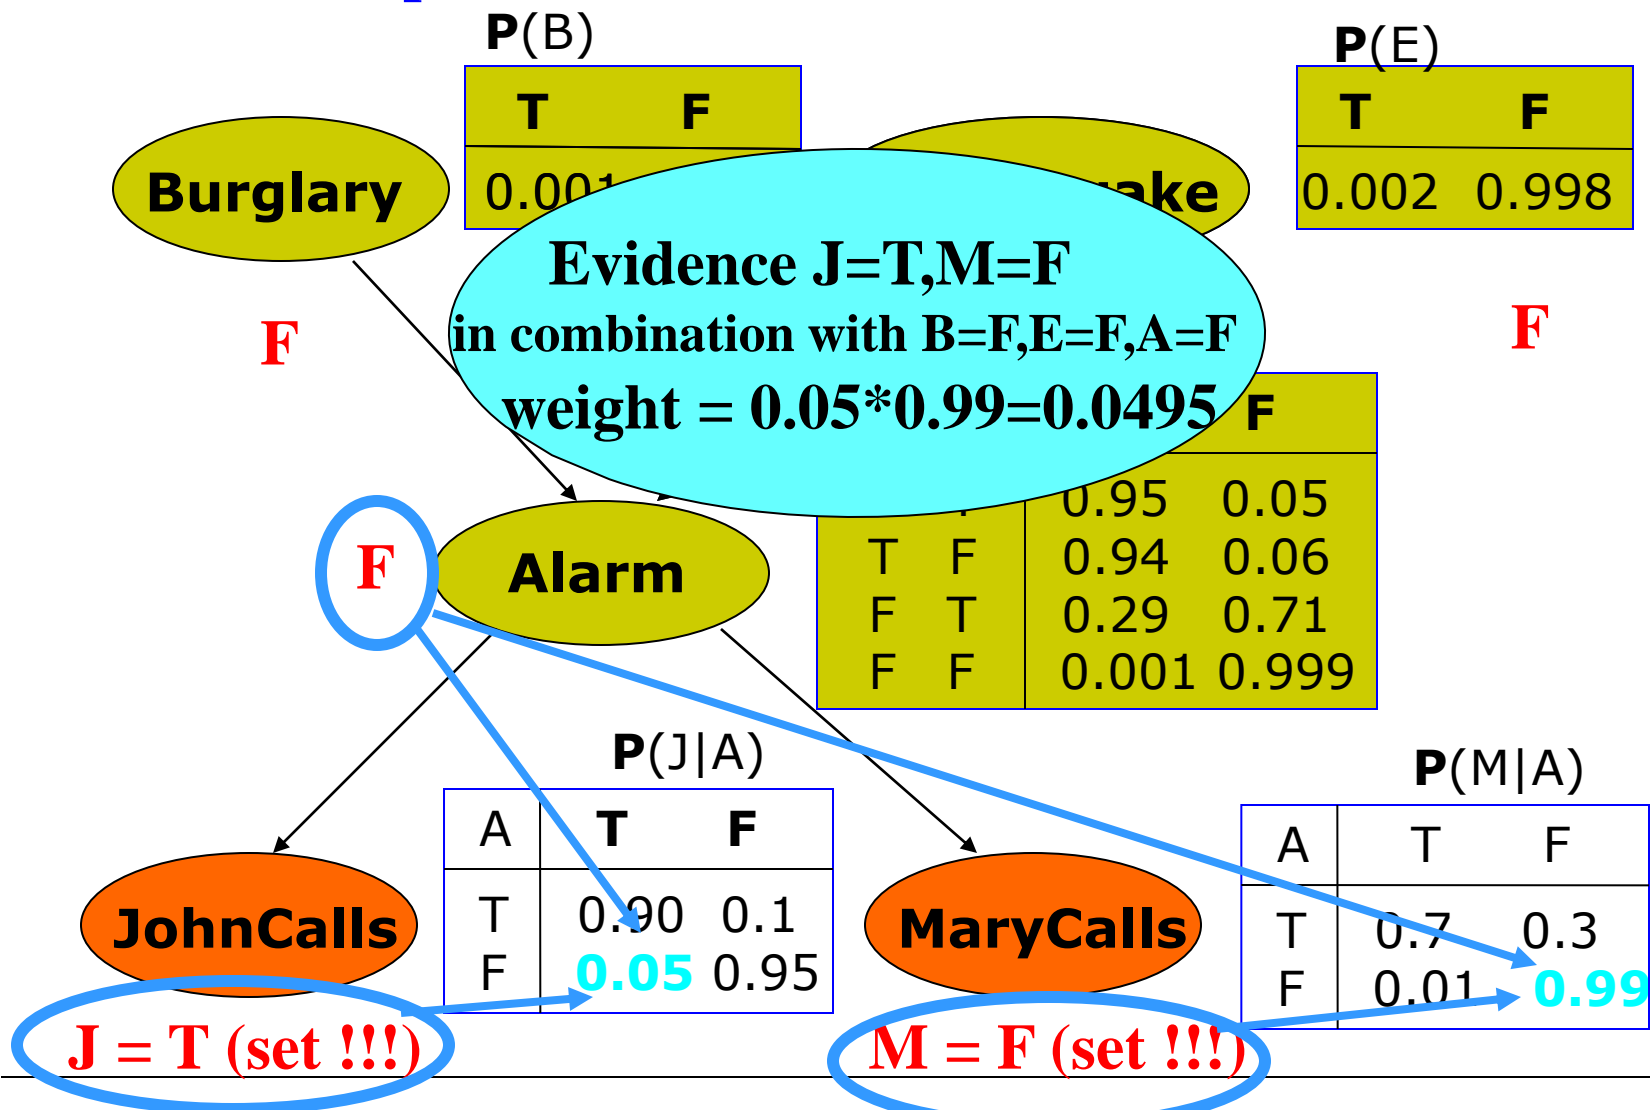 P(B)
P(E)
T F
T F
Burglary
0.001
0.002 0.998
Evidence J=T,M=F
in combination with B=F,E=F,A=F
weight = 0.05*0.99=0.0495
F
F
F
0.95 0.05
F
Alarm
T F 0.94 0.06
F T 0.29 0.71
F F 0.001 0.999
P(J|A)
P(M|A)
A T F
A T F
T 0.90 0.1
T 0.7 0.3
JohnCalls
MaryCalls
F 0.05 0.95
F 0.01 0.99
J = T (set !!!)
M = F (set !!!)